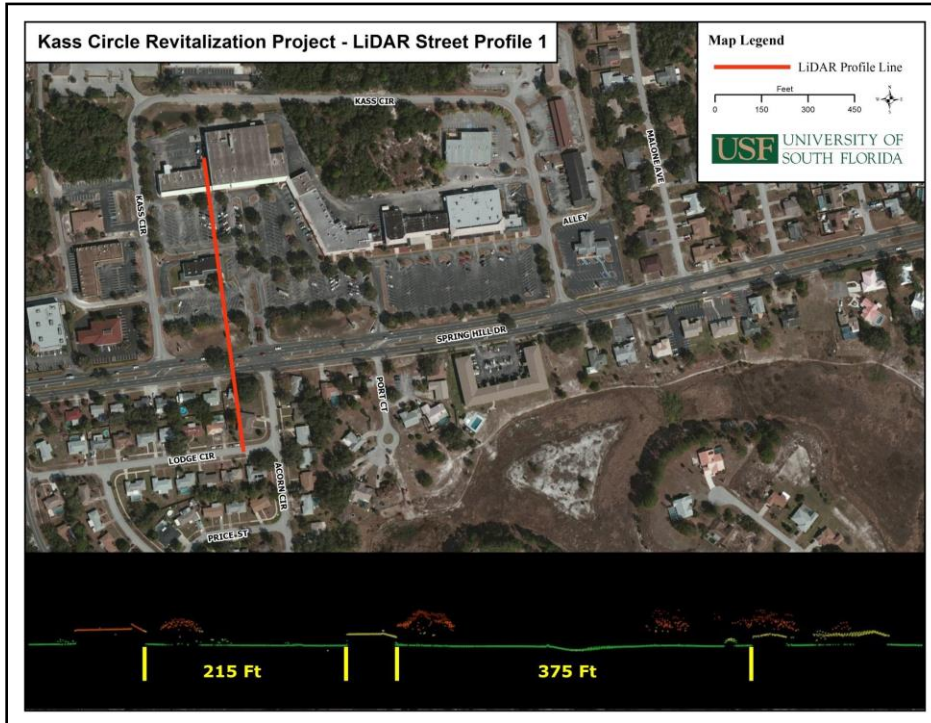 Kass Circle Revitalization Project - LiDAR Street Profile 1
Map Legend
LiDAR Profile Line
Feet
0 150 300 450
N
W E
S
USF UNIVERSITY OF
SOUTH FLORIDA
KASS CIR
KASS CIR
MALONE AVE
ALLEY
SPRING HILL DR
PORT CT
LODGE CIR
ACORN CIR
PRICE ST
215 Ft
375 Ft